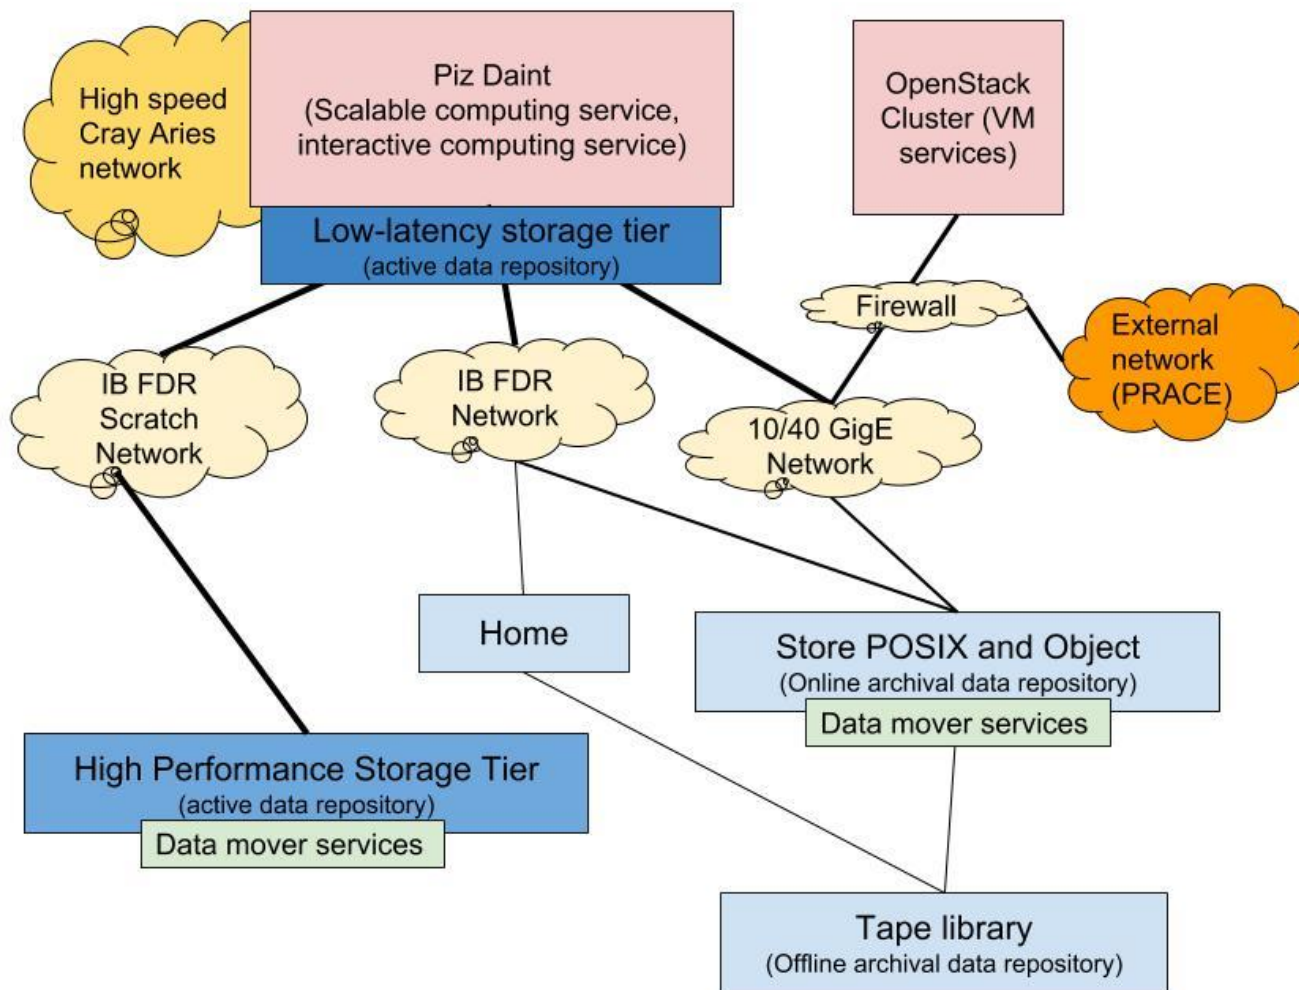 High speed
Cray Aries
network
Piz Daint
(Scalable computing service,
interactive computing service)
OpenStack
Cluster (VM
services)
Low-latency storage tier
(active data repository)
Firewall
External
network
(PRACE)
IB FDR
Scratch
Network
IB FDR
Network
10/40 GigE
Network
Home
Store POSIX and Object
(Online archival data repository)
Data mover services
High Performance Storage Tier
(active data repository)
Data mover services
Tape library
(Offline archival data repository)